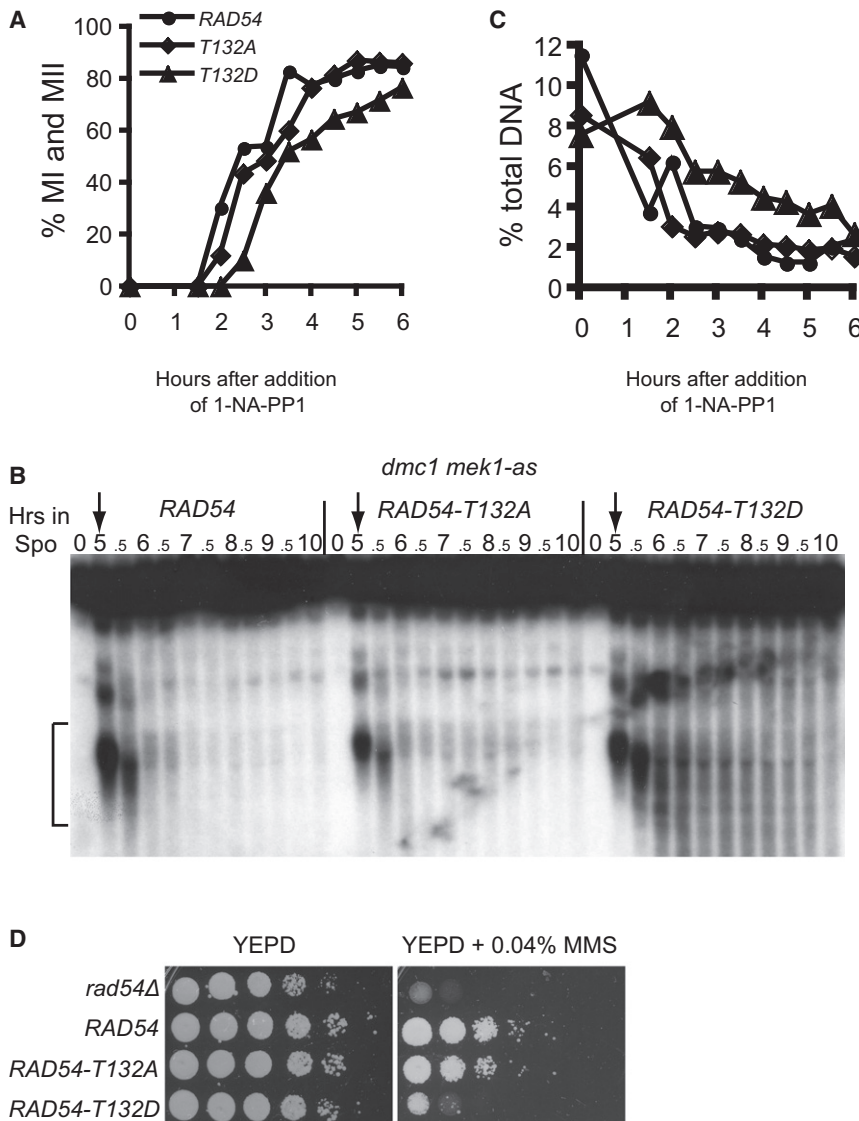 A
RAD54
T132A
T132D
% MI and MII
100
80
60
40
20
0
0 1 2 3 4 5 6
Hours after addition
of 1-NA-PP1
C
% total DNA
12
10
8
6
4
2
0
0 1 2 3 4 5 6
Hours after addition
of 1-NA-PP1
B
dmc1 mek1-as
Hrs in
Spo
RAD54
RAD54-T132A
RAD54-T132D
0 5 .5 6 .5 7 .5 8 .5 9 .5 10 0 5 .5 6 .5 7 .5 8 .5 9 .5 10 0 5 .5 6 .5 7 .5 8 .5 9 .5 10
D
YEPD
YEPD + 0.04% MMS
rad54Δ
RAD54
RAD54-T132A
RAD54-T132D